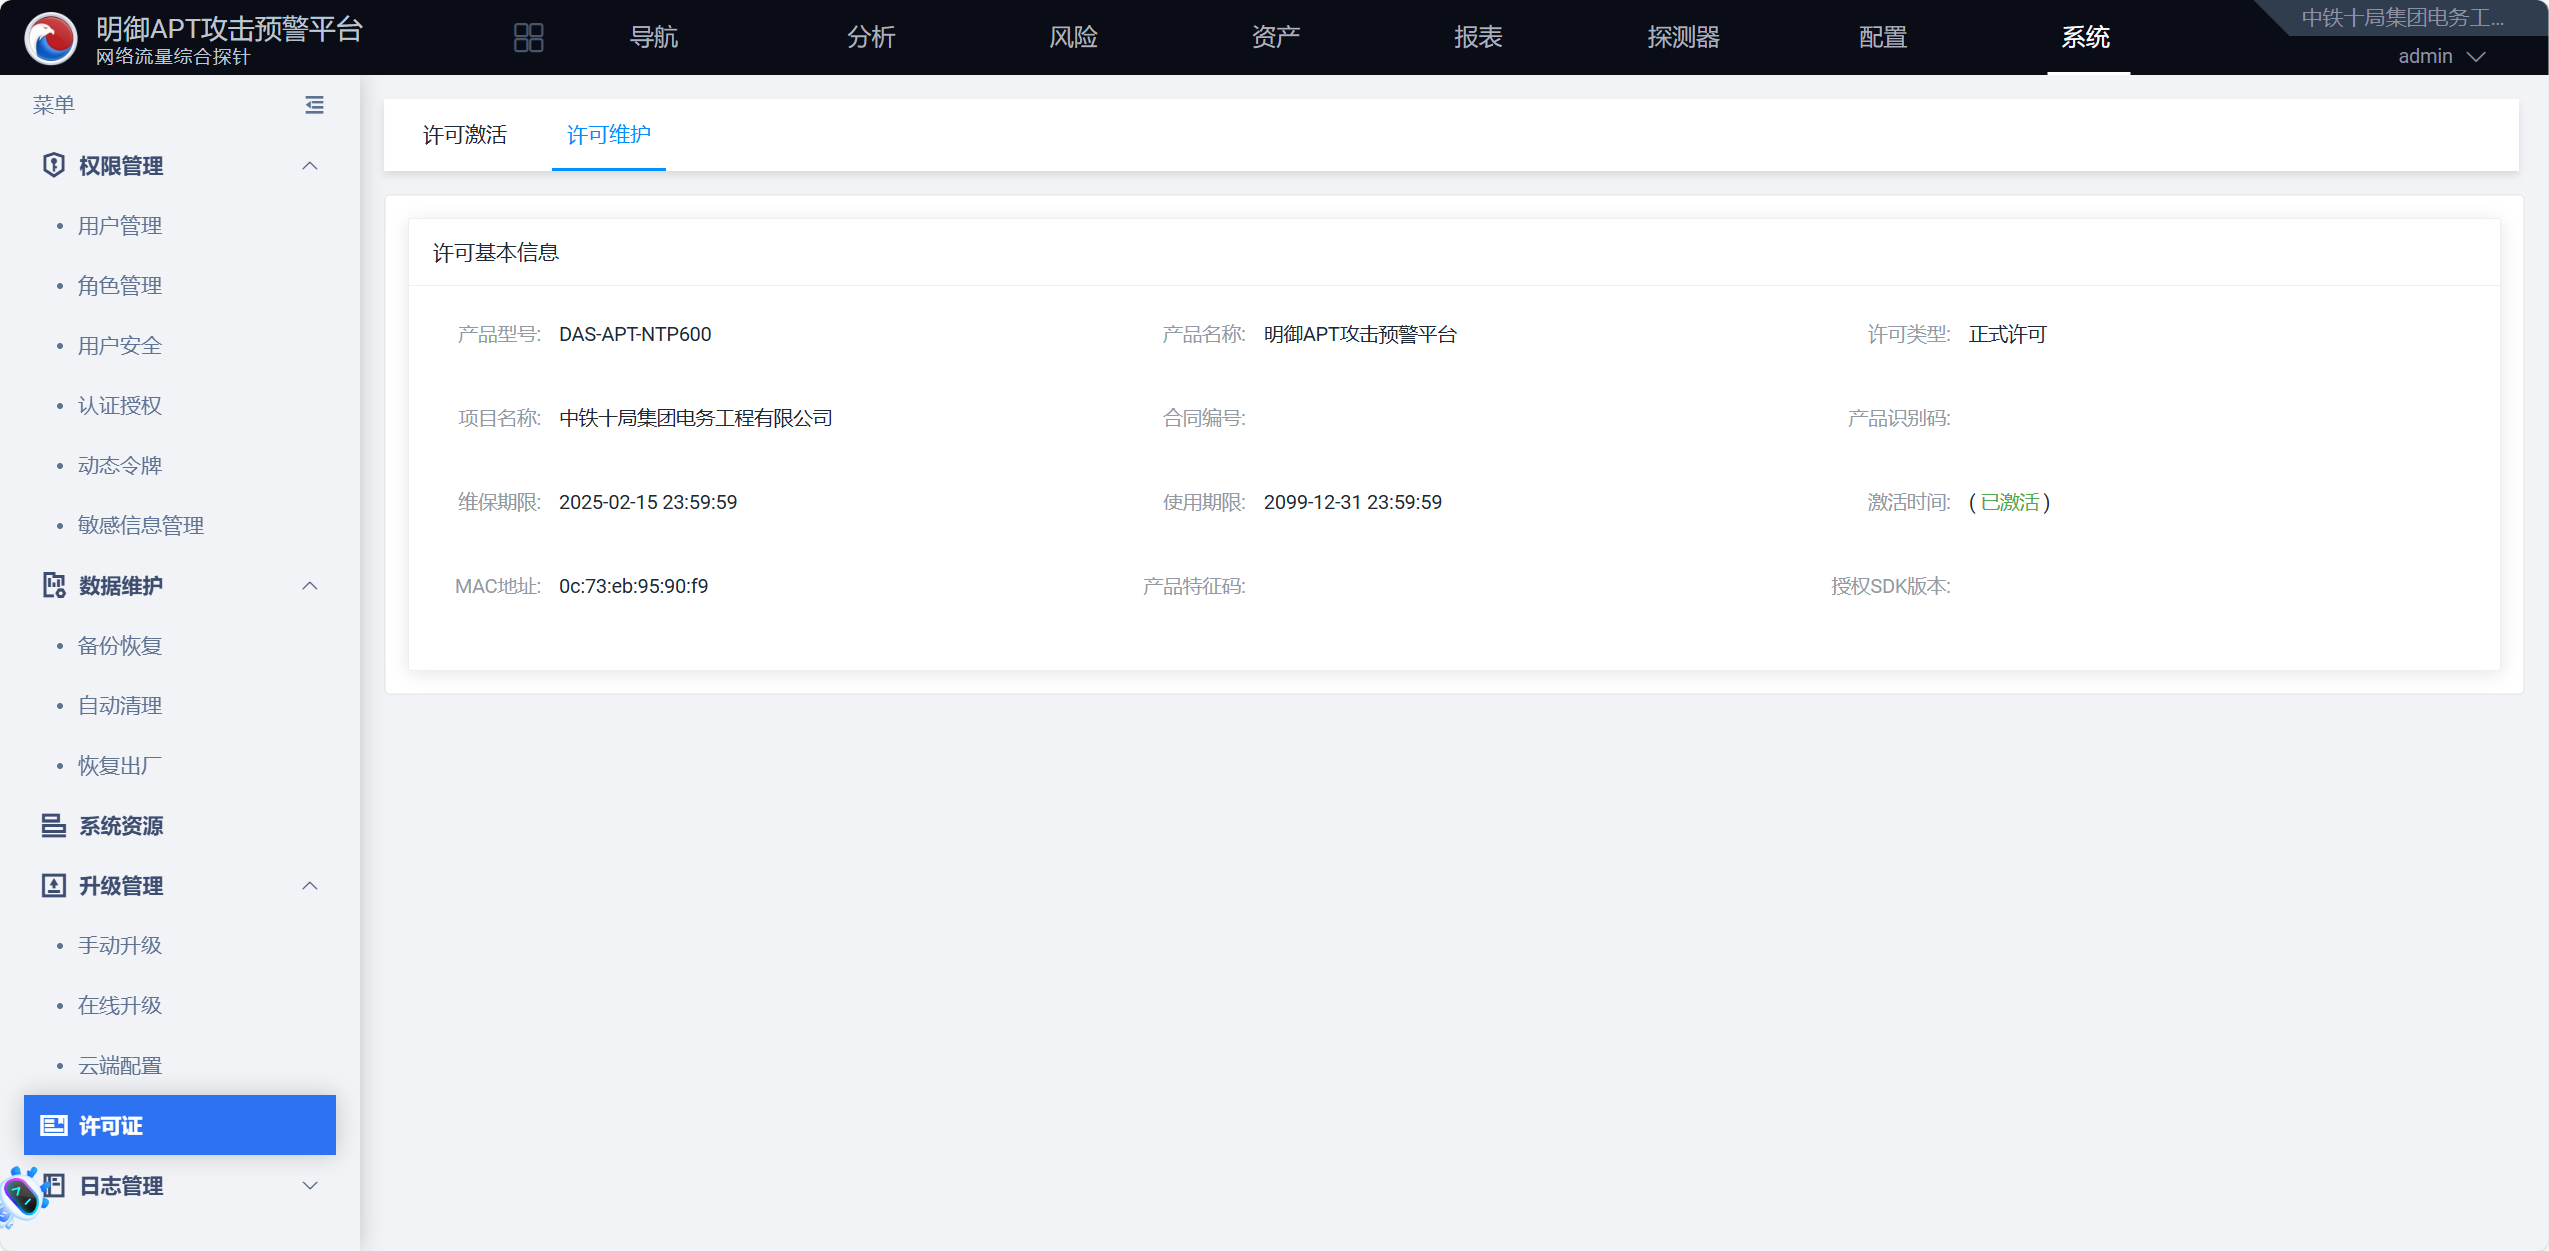 明御APT攻击预警平台
网络流量综合探针
导航
分析
风险
资产
报表
探测器
配置
系统
中铁十局集团电务工...
admin
菜单
权限管理
用户管理
角色管理
用户安全
认证授权
动态令牌
敏感信息管理
数据维护
备份恢复
自动清理
恢复出厂
系统资源
升级管理
手动升级
在线升级
云端配置
许可证
日志管理
许可激活
许可维护
许可基本信息
产品型号: DAS-APT-NTP600
产品名称: 明御APT攻击预警平台
许可类型: 正式许可
项目名称: 中铁十局集团电务工程有限公司
合同编号:
产品识别码:
维保期限: 2025-02-15 23:59:59
使用期限: 2099-12-31 23:59:59
激活时间: ( 已激活 )
MAC地址: 0c:73:eb:95:90:f9
产品特征码:
授权SDK版本: